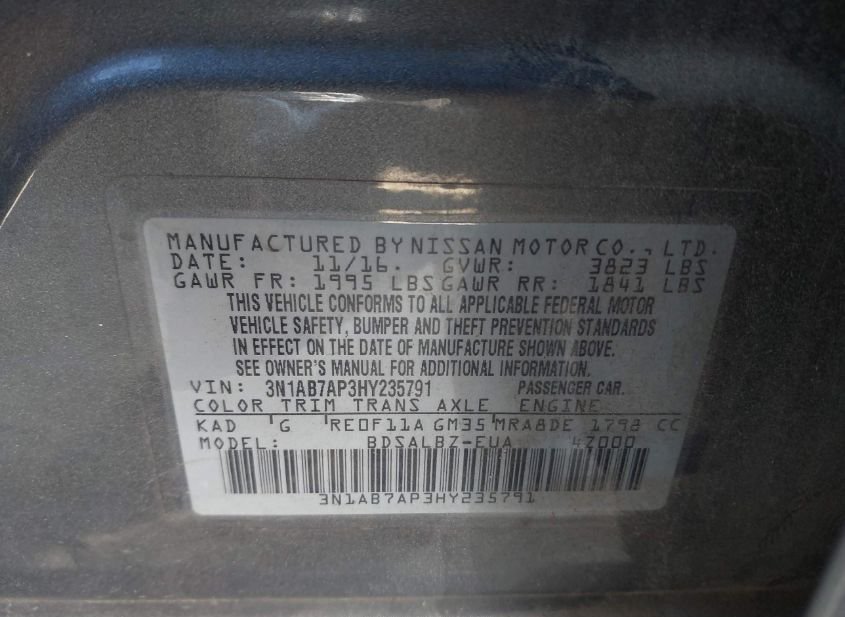 MANUFACTURED BY NISSAN MOTOR CO., LTD.
DATE: 11/16. GVWR: 3823 LBS
GAWR FR: 1995 LBS GAWR RR: 1841 LBS
THIS VEHICLE CONFORMS TO ALL APPLICABLE FEDERAL MOTOR
VEHICLE SAFETY, BUMPER AND THEFT PREVENTION STANDARDS
IN EFFECT ON THE DATE OF MANUFACTURE SHOWN ABOVE.
SEE OWNER'S MANUAL FOR ADDITIONAL INFORMATION.
VIN: 3N1AB7AP3HY235791 PASSENGER CAR.
COLOR TRIM TRANS AXLE ENGINE
KAD G RE0F11A GM35 MRA8DE 1798 CC
MODEL: BDSALBZ-EUA 4Z000
3N1AB7AP3HY235791